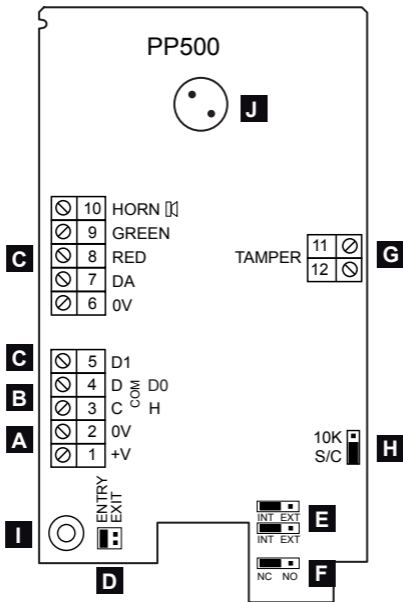 PP500
J
10 HORN
9 GREEN
C 8 RED
7 DA
6 0V
TAMPER 11 G
12
C 5 D1
B 4 D COM D0
3 C H
A 2 0V
1 +V
10K
S/C H
ENTRY
EXIT
I
D
INT EXT E
INT EXT
NC NO F